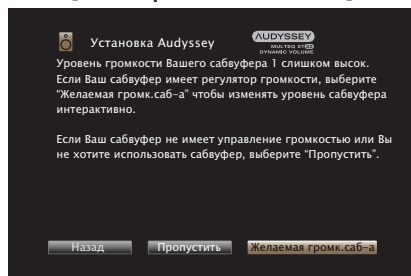 Установка Audyssey
AUDYSSEY
MULTEQ XT32
DYNAMIC VOLUME
Уровень громкости Вашего сабвуфера 1 слишком высок.
Если Ваш сабвуфер имеет регулятор громкости, выберите
“Желаемая громк.саб-а” чтобы изменять уровень сабвуфера
интерактивно.
Если Ваш сабвуфер не имеет управление громкостью или Вы
не хотите использовать сабвуфер, выберите “Пропустить”.
Назад
Пропустить
Желаемая громк.саб-а